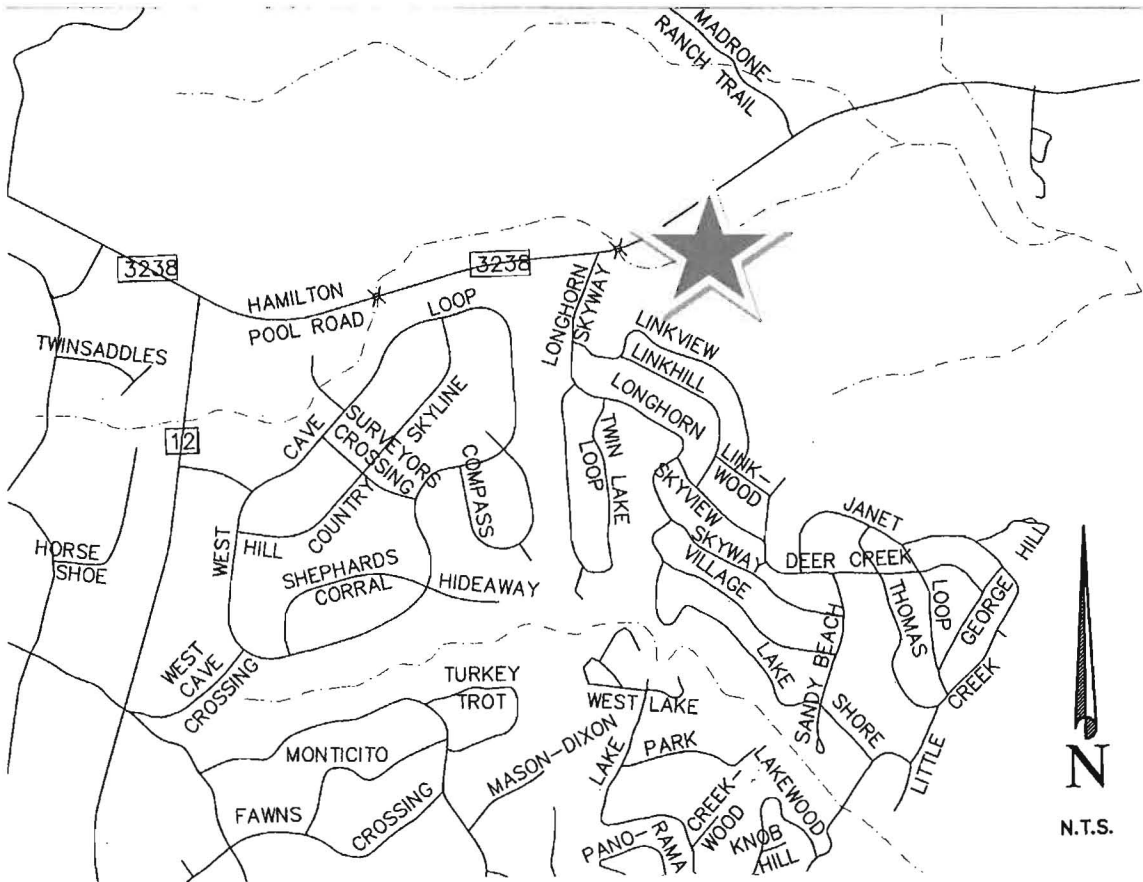 MADRONE
RANCH TRAIL
3238
3238
HAMILTON
POOL ROAD
LOOP
LONGHORN
SKYWAY
LINKVIEW
LINKHILL
LONGHORN
TWINSADDLES
12
CAVE
SURVEYORS
CROSSING
SKYLINE
COUNTRY
COMPASS
TWIN LAKE
LOOP
LINK-
WOOD
SKYVIEW
SKYWAY
VILLAGE
JANET
DEER CREEK
HILL
HORSE
SHOE
WEST
HILL
SHEPHARDS
CORRAL
HIDEAWAY
THOMAS
LOOP
GEORGE
SANDY BEACH
LAKE
SHORE
CREEK
LITTLE
WEST
CAVE
CROSSING
TURKEY
TROT
WEST LAKE
MONTICITO
MASON-DIXON
LAKE
PARK
LAKEWOOD
CREEK-
WOOD
KNOB
HILL
FAWNS
CROSSING
PANO-
RAMA
N
N.T.S.